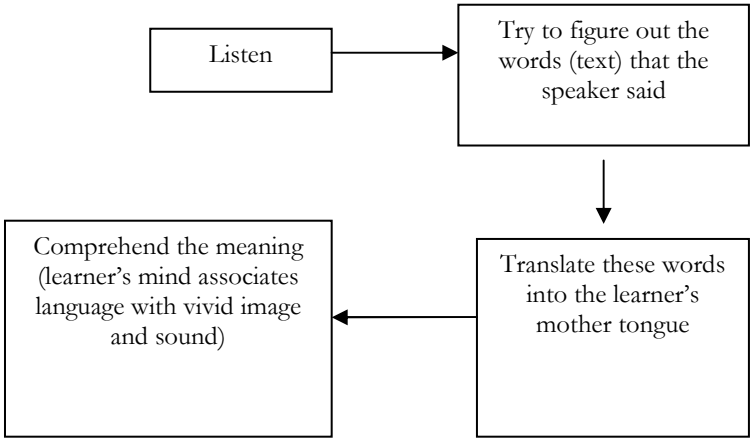 Listen
Try to figure out the
words (text) that the
speaker said
Translate these words
into the learner’s
mother tongue
Comprehend the meaning
(learner’s mind associates
language with vivid image
and sound)